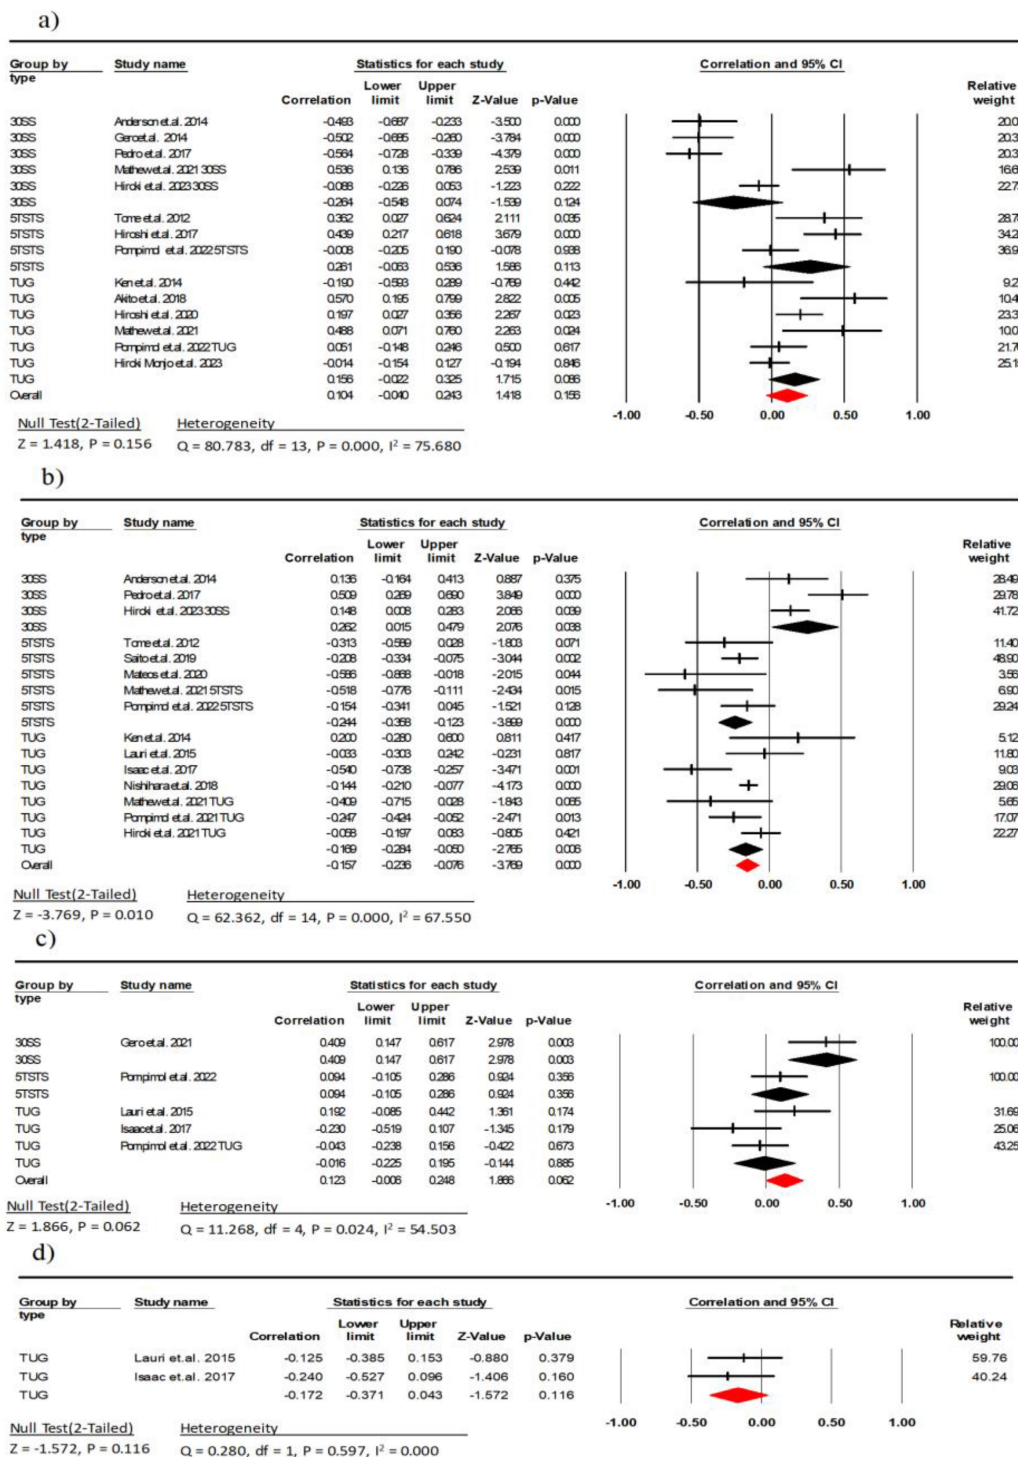 a)
Group by type Study name Statistics for each study Correlation and 95% CI
Correlation Lower limit Upper limit Z-Value p-Value Relative weight
30SS Anderson et al. 2014 -0.493 -0.687 -0.233 -3.500 0.000 20.0
30SS Gero et al. 2014 -0.502 -0.685 -0.260 -3.784 0.000 20.3
30SS Pedro et al. 2017 -0.564 -0.728 -0.339 -4.379 0.000 20.3
30SS Mathew et al. 2021 30SS 0.536 0.136 0.786 2.539 0.011 16.6
30SS Hiroki et al. 2023 30SS -0.088 -0.226 0.053 -1.223 0.222 22.7
30SS -0.264 -0.548 0.074 -1.539 0.124
5TSTS Tome et al. 2012 0.362 0.027 0.624 2.111 0.035 28.7
5TSTS Hiroshi et al. 2017 0.439 0.217 0.618 3.679 0.000 34.2
5TSTS Pompimol et al. 2022 5TSTS -0.008 -0.205 0.190 -0.078 0.938 36.9
5TSTS 0.261 -0.063 0.536 1.586 0.113
TUG Ken et al. 2014 -0.190 -0.593 0.289 -0.769 0.442 9.2
TUG Akito et al. 2018 0.570 0.195 0.799 2.822 0.005 10.4
TUG Hiroshi et al. 2020 0.197 0.027 0.356 2.267 0.023 23.3
TUG Mathew et al. 2021 0.488 0.071 0.760 2.263 0.024 10.0
TUG Pompimol et al. 2022 TUG 0.051 -0.148 0.246 0.500 0.617 21.7
TUG Hiroki Monjo et al. 2023 -0.014 -0.154 0.127 -0.194 0.846 25.1
TUG 0.156 -0.022 0.325 1.715 0.086
Overall 0.104 -0.040 0.243 1.418 0.156
-1.00 -0.50 0.00 0.50 1.00
Null Test(2-Tailed) Heterogeneity
Z = 1.418, P = 0.156 Q = 80.783, df = 13, P = 0.000, I² = 75.680
b)
Group by type Study name Statistics for each study Correlation and 95% CI
Correlation Lower limit Upper limit Z-Value p-Value Relative weight
30SS Anderson et al. 2014 0.136 -0.164 0.413 0.887 0.375 28.49
30SS Pedro et al. 2017 0.509 0.269 0.690 3.849 0.000 29.78
30SS Hiroki et al. 2023 30SS 0.148 0.008 0.283 2.066 0.039 41.72
30SS 0.262 0.015 0.479 2.076 0.038
5TSTS Tome et al. 2012 -0.313 -0.589 0.028 -1.803 0.071 11.40
5TSTS Saito et al. 2019 -0.208 -0.334 -0.075 -3.044 0.002 48.90
5TSTS Mateos et al. 2020 -0.586 -0.868 -0.018 -2.015 0.044 3.56
5TSTS Mathew et al. 2021 5TSTS -0.518 -0.776 -0.111 -2.434 0.015 6.90
5TSTS Pompimol et al. 2022 5TSTS -0.154 -0.341 0.045 -1.521 0.128 29.24
5TSTS -0.244 -0.358 -0.123 -3.899 0.000
TUG Ken et al. 2014 0.200 -0.280 0.600 0.811 0.417 5.12
TUG Lauri et al. 2015 -0.033 -0.303 0.242 -0.231 0.817 11.80
TUG Isaac et al. 2017 -0.540 -0.738 -0.257 -3.471 0.001 9.03
TUG Nishihara et al. 2018 -0.144 -0.210 -0.077 -4.173 0.000 29.06
TUG Mathew et al. 2021 TUG -0.409 -0.715 0.028 -1.843 0.065 5.65
TUG Pompimol et al. 2021 TUG -0.247 -0.424 -0.052 -2.471 0.013 17.07
TUG Hiroki et al. 2021 TUG -0.058 -0.197 0.083 -0.805 0.421 22.27
TUG -0.169 -0.284 -0.050 -2.765 0.006
Overall -0.157 -0.236 -0.076 -3.769 0.000
-1.00 -0.50 0.00 0.50 1.00
Null Test(2-Tailed) Heterogeneity
Z = -3.769, P = 0.010 Q = 62.362, df = 14, P = 0.000, I² = 67.550
c)
Group by type Study name Statistics for each study Correlation and 95% CI
Correlation Lower limit Upper limit Z-Value p-Value Relative weight
30SS Gero et al. 2021 0.409 0.147 0.617 2.978 0.003 100.00
30SS 0.409 0.147 0.617 2.978 0.003
5TSTS Pompimol et al. 2022 0.094 -0.105 0.286 0.924 0.356 100.00
5TSTS 0.094 -0.105 0.286 0.924 0.356
TUG Lauri et al. 2015 0.192 -0.085 0.442 1.361 0.174 31.69
TUG Isaac et al. 2017 -0.230 -0.519 0.107 -1.345 0.179 25.06
TUG Pompimol et al. 2022 TUG -0.043 -0.238 0.156 -0.422 0.673 43.25
TUG -0.016 -0.225 0.195 -0.144 0.885
Overall 0.123 -0.006 0.248 1.866 0.062
-1.00 -0.50 0.00 0.50 1.00
Null Test(2-Tailed) Heterogeneity
Z = 1.866, P = 0.062 Q = 11.268, df = 4, P = 0.024, I² = 54.503
d)
Group by type Study name Statistics for each study Correlation and 95% CI
Correlation Lower limit Upper limit Z-Value p-Value Relative weight
TUG Lauri et.al. 2015 -0.125 -0.385 0.153 -0.880 0.379 59.76
TUG Isaac et.al. 2017 -0.240 -0.527 0.096 -1.406 0.160 40.24
TUG -0.172 -0.371 0.043 -1.572 0.116
-1.00 -0.50 0.00 0.50 1.00
Null Test(2-Tailed) Heterogeneity
Z = -1.572, P = 0.116 Q = 0.280, df = 1, P = 0.597, I² = 0.000